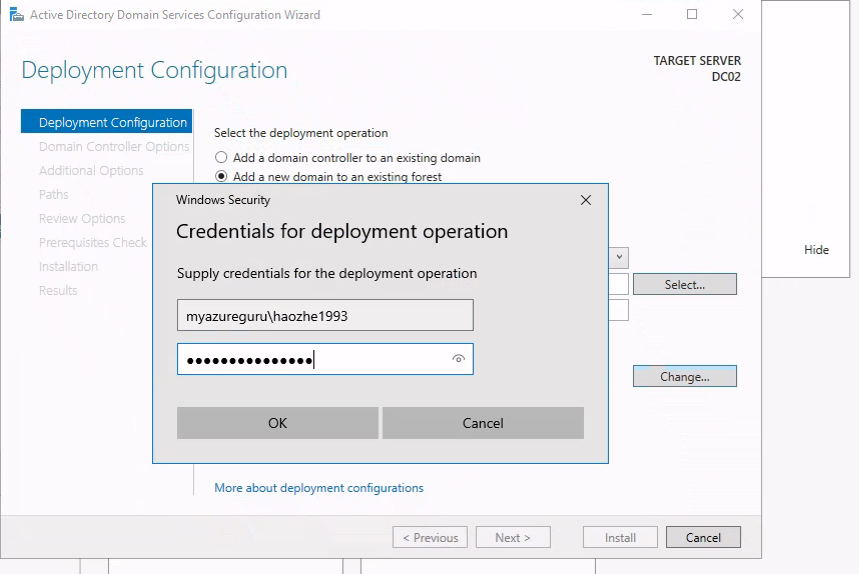 Active Directory Domain Services Configuration Wizard
Deployment Configuration
TARGET SERVER
DC02
Deployment Configuration
Domain Controller Options
Additional Options
Paths
Review Options
Prerequisites Check
Installation
Results
Select the deployment operation
Add a domain controller to an existing domain
Add a new domain to an existing forest
Windows Security
Credentials for deployment operation
Supply credentials for the deployment operation
myazureguru\haozhe1993
●●●●●●●●●●●●●●●
OK
Cancel
Select...
Change...
Hide
More about deployment configurations
< Previous
Next >
Install
Cancel